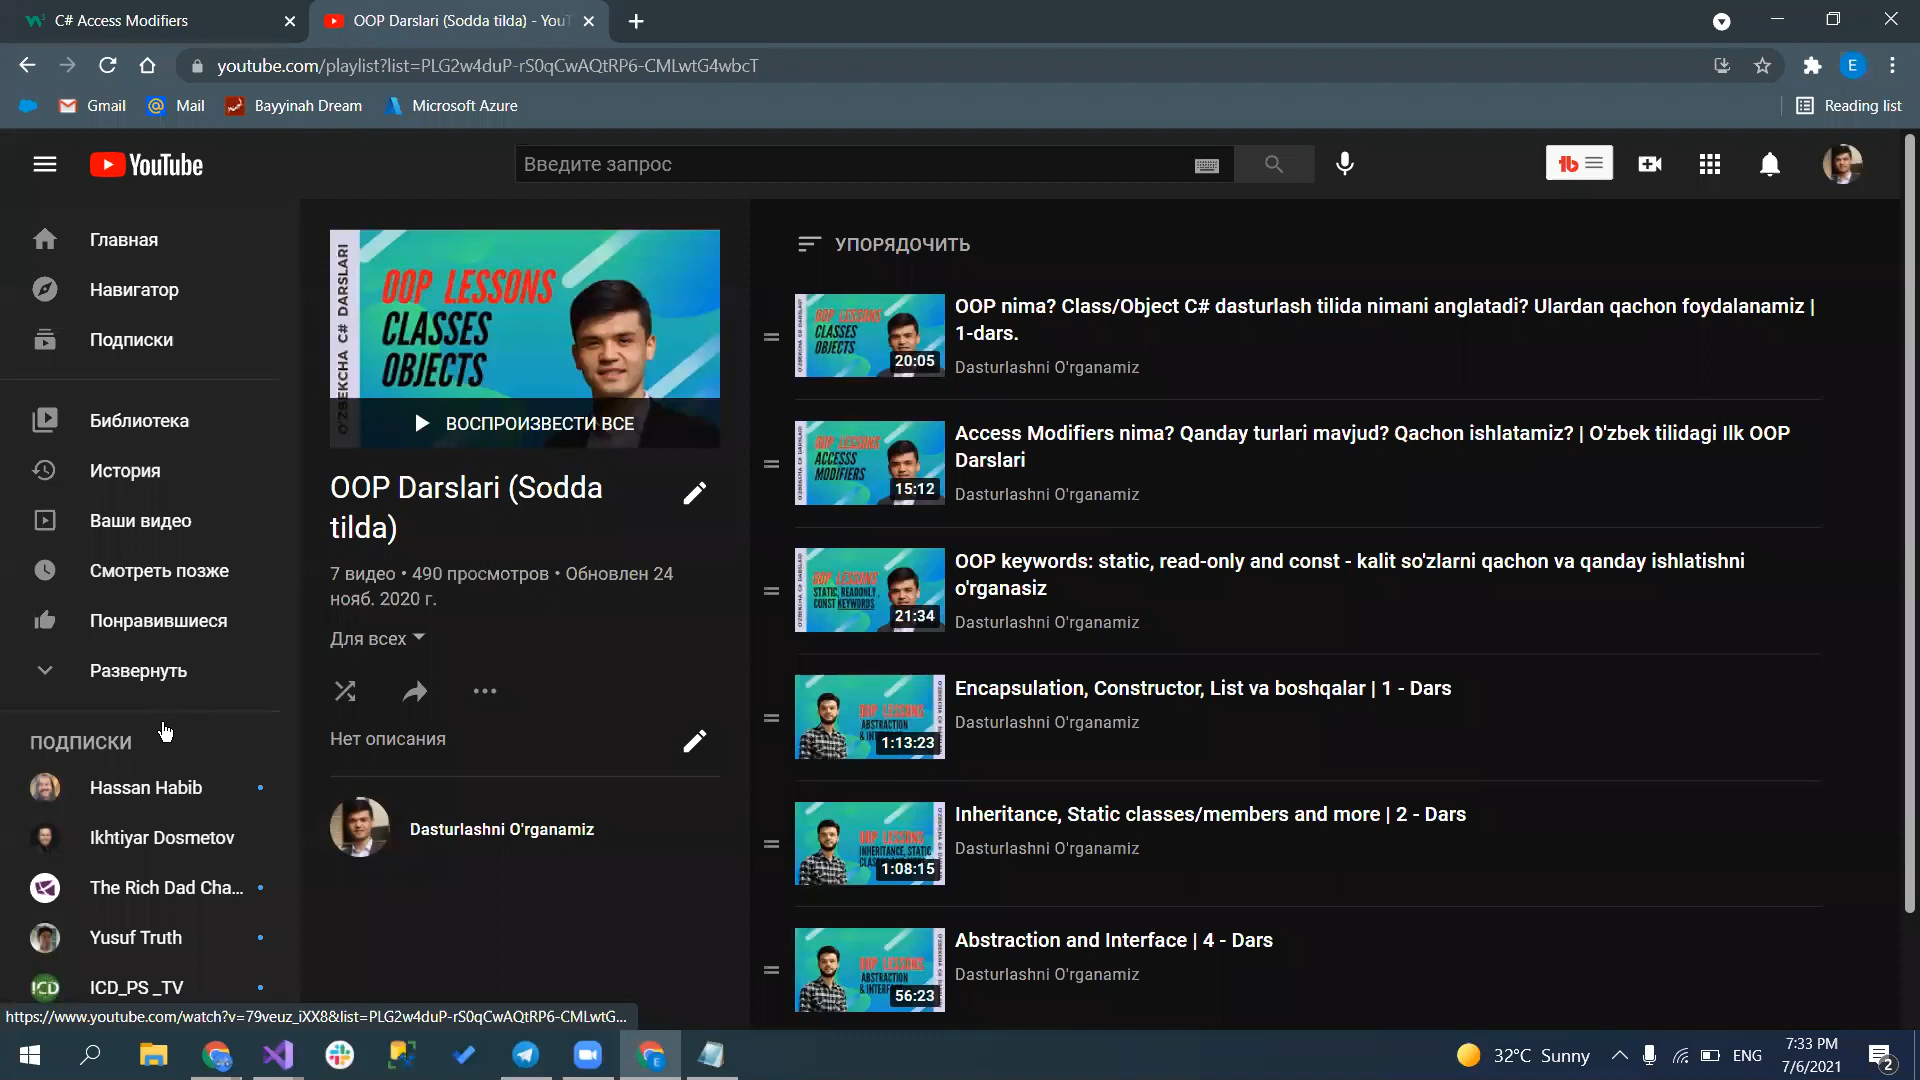 C# Access Modifiers
OOP Darslari (Sodda tilda) - YouT
youtube.com/playlist?list=PLG2w4duP-rS0qCwAQtRP6-CMLwtG4wbcT
Gmail
Mail
Bayyinah Dream
Microsoft Azure
Reading list
YouTube
Введите запрос
Главная
Навигатор
Подписки
Библиотека
История
Ваши видео
Смотреть позже
Понравившиеся
Развернуть
ПОДПИСКИ
Hassan Habib
Ikhtiyar Dosmetov
The Rich Dad Cha...
Yusuf Truth
ICD_PS _TV
O'ZBEKCHA C# DARSLARI
OOP LESSONS
CLASSES
OBJECTS
ВОСПРОИЗВЕСТИ ВСЕ
OOP Darslari (Sodda
tilda)
7 видео • 490 просмотров • Обновлен 24
нояб. 2020 г.
Для всех
Нет описания
Dasturlashni O'rganamiz
УПОРЯДОЧИТЬ
OOP LESSONS
CLASSES
OBJECTS
20:05
OOP nima? Class/Object C# dasturlash tilida nimani anglatadi? Ulardan qachon foydalanamiz |
1-dars.
Dasturlashni O'rganamiz
OOP LESSONS
ACCESSS
MODIFIERS
15:12
Access Modifiers nima? Qanday turlari mavjud? Qachon ishlatamiz? | O'zbek tilidagi Ilk OOP
Darslari
Dasturlashni O'rganamiz
OOP LESSONS
STATIC, READONLY,
CONST KEYWORDS
21:34
OOP keywords: static, read-only and const - kalit so'zlarni qachon va qanday ishlatishni
o'rganasiz
Dasturlashni O'rganamiz
OOP LESSONS
ABSTRACTION
1:13:23
Encapsulation, Constructor, List va boshqalar | 1 - Dars
Dasturlashni O'rganamiz
OOP LESSONS
INHERITANCE, STATIC
1:08:15
Inheritance, Static classes/members and more | 2 - Dars
Dasturlashni O'rganamiz
OOP LESSONS
ABSTRACTION
56:23
Abstraction and Interface | 4 - Dars
Dasturlashni O'rganamiz
https://www.youtube.com/watch?v=79veuz_iXX8&list=PLG2w4duP-rS0qCwAQtRP6-CMLwtG...
32°C Sunny
ENG
7:33 PM
7/6/2021
2